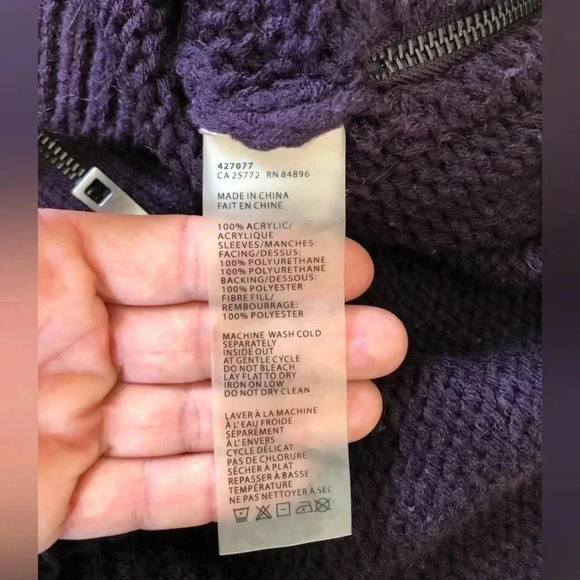 427077
CA 25772 RN 84896
MADE IN CHINA
FAIT EN CHINE
100% ACRYLIC/
ACRYLIQUE
SLEEVES/MANCHES:
FACING/DESSUS:
100% POLYURETHANE
100% POLYURETHANE
BACKING/DESSOUS:
100% POLYESTER
FIBRE FILL/
REMBOURRAGE:
100% POLYESTER
MACHINE WASH COLD
SEPARATELY
INSIDE OUT
AT GENTLE CYCLE
DO NOT BLEACH
LAY FLAT TO DRY
IRON ON LOW
DO NOT DRY CLEAN
LAVER À LA MACHINE
À L'EAU FROIDE
SÉPARÉMENT
À L'ENVERS
CYCLE DÉLICAT
PAS DE CHLORURE
SÉCHER À PLAT
REPASSER À BASSE
TEMPÉRATURE
NE PAS NETTOYER À SEC